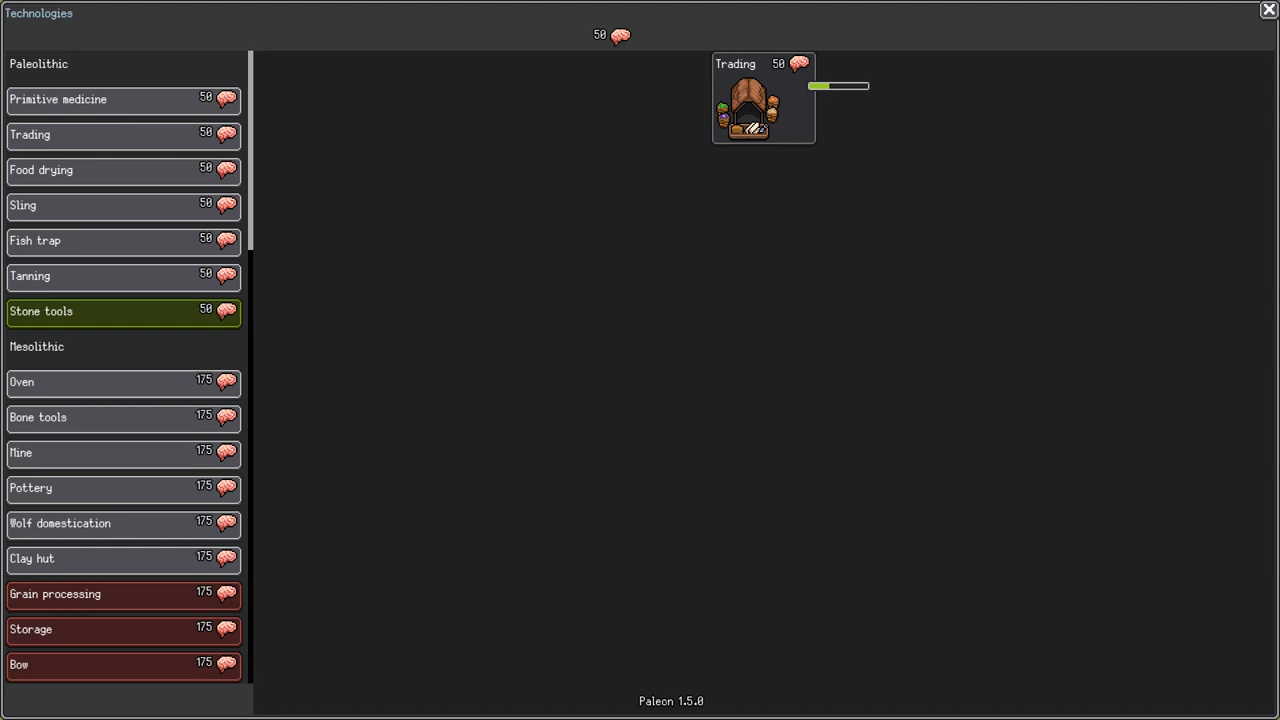 Technologies
50
Paleolithic
Trading 50
Primitive medicine 50
Trading 50
Food drying 50
Sling 50
Fish trap 50
Tanning 50
Stone tools 50
Mesolithic
Oven 175
Bone tools 175
Mine 175
Pottery 175
Wolf domestication 175
Clay hut 175
Grain processing 175
Storage 175
Bow 175
Paleon 1.5.0